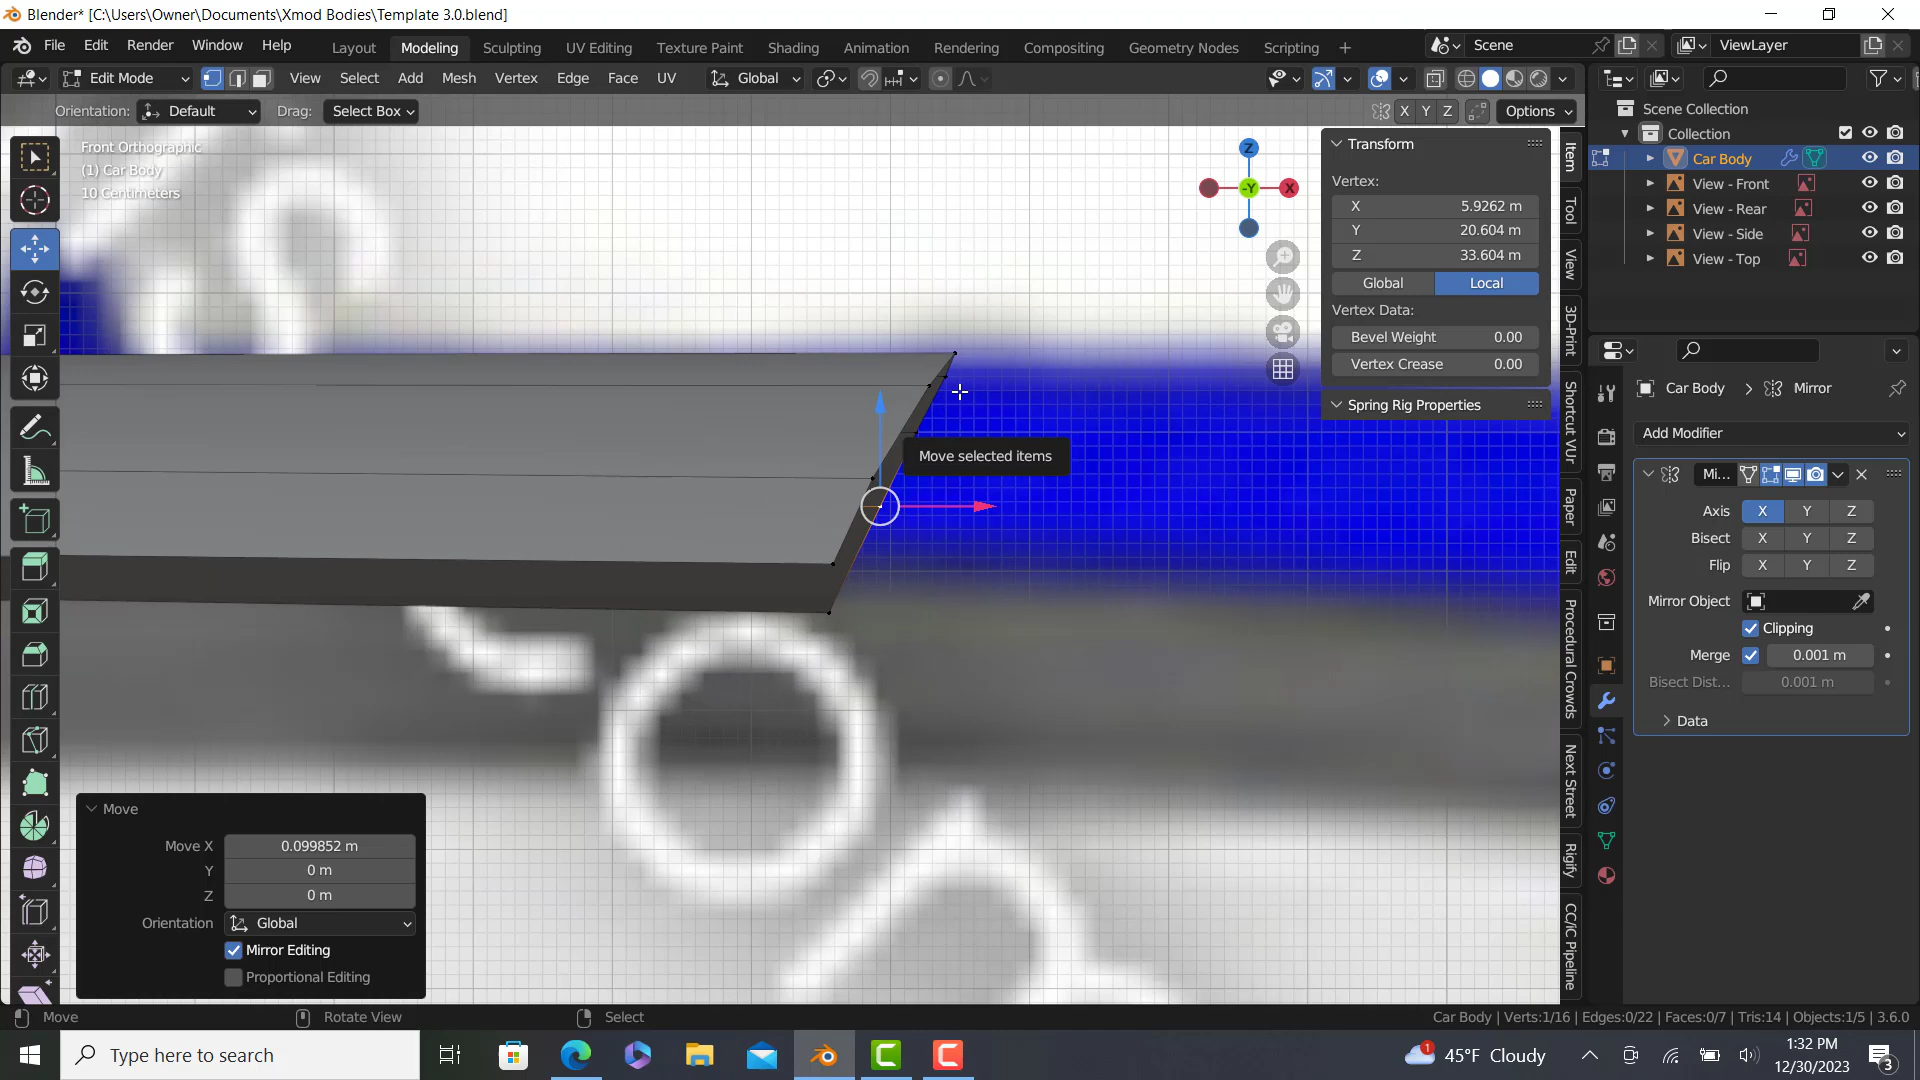 Blender* [C:\Users\Owner\Documents\Xmod Bodies\Template 3.0.blend]
File Edit Render Window Help Layout Modeling Sculpting UV Editing Texture Paint Shading Animation Rendering Compositing Geometry Nodes Scripting + Scene ViewLayer
Edit Mode View Select Add Mesh Vertex Edge Face UV Global
Orientation: Default Drag: Select Box X Y Z Options
Front Orthographic
(1) Car Body
10 Centimeters
Z
-Y X
Transform
Vertex:
X 5.9262 m
Y 20.604 m
Z 33.604 m
Global Local
Vertex Data:
Bevel Weight 0.00
Vertex Crease 0.00
Spring Rig Properties
Item
Tool
View
3D-Print
Shortcut VUr
Paper
Edit
Procedural Crowds
Next Street
Rigify
CC/iC Pipeline
Scene Collection
Collection
Car Body
View - Front
View - Rear
View - Side
View - Top
Car Body > Mirror
Add Modifier
Mi...
Axis X Y Z
Bisect X Y Z
Flip X Y Z
Mirror Object
Clipping
Merge 0.001 m
Bisect Dist... 0.001 m
Data
Move selected items
Move
Move X 0.099852 m
Y 0 m
Z 0 m
Orientation Global
Mirror Editing
Proportional Editing
Move Rotate View Select Car Body | Verts:1/16 | Edges:0/22 | Faces:0/7 | Tris:14 | Objects:1/5 | 3.6.0
Type here to search 1 45°F Cloudy 1:32 PM
12/30/2023 3